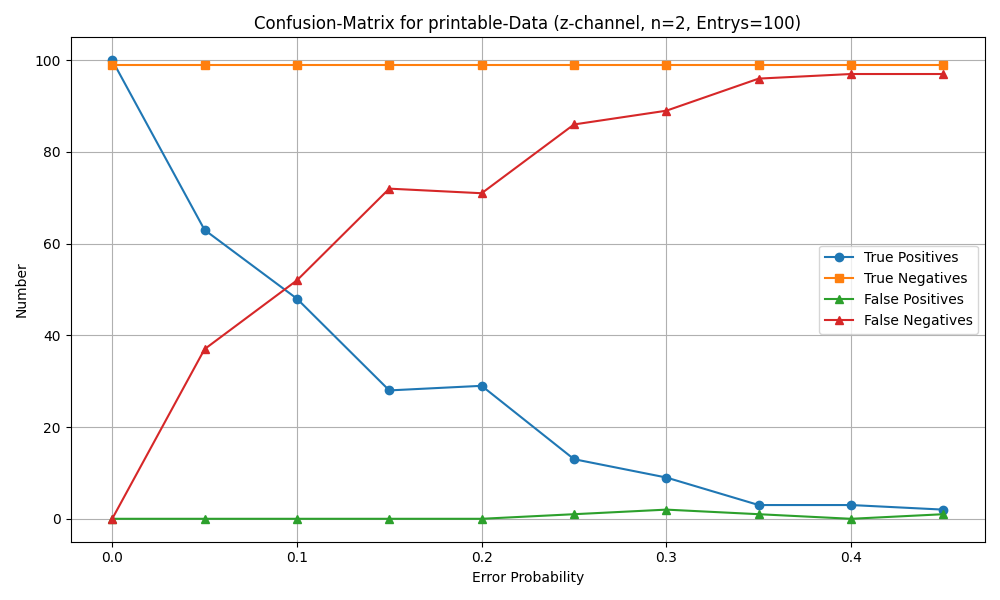 Confusion-Matrix for printable-Data (z-channel, n=2, Entrys=100)
100
80
60
40
20
0
Number
True Positives
True Negatives
False Positives
False Negatives
0.0 0.1 0.2 0.3 0.4
Error Probability